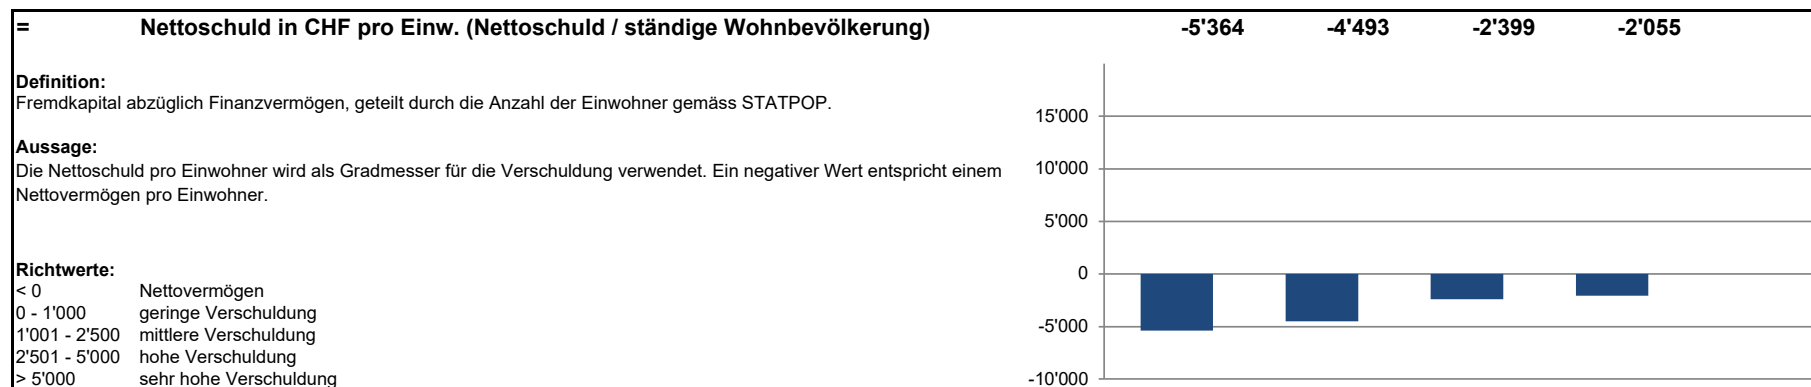 = Nettoschuld in CHF pro Einw. (Nettoschuld / ständige Wohnbevölkerung) -5'364 -4'493 -2'399 -2'055
Definition:
Fremdkapital abzüglich Finanzvermögen, geteilt durch die Anzahl der Einwohner gemäss STATPOP.
Aussage:
Die Nettoschuld pro Einwohner wird als Gradmesser für die Verschuldung verwendet. Ein negativer Wert entspricht einem
Nettovermögen pro Einwohner.
Richtwerte:
< 0 Nettovermögen
0 - 1'000 geringe Verschuldung
1'001 - 2'500 mittlere Verschuldung
2'501 - 5'000 hohe Verschuldung
> 5'000 sehr hohe Verschuldung
15'000
10'000
5'000
0
-5'000
-10'000